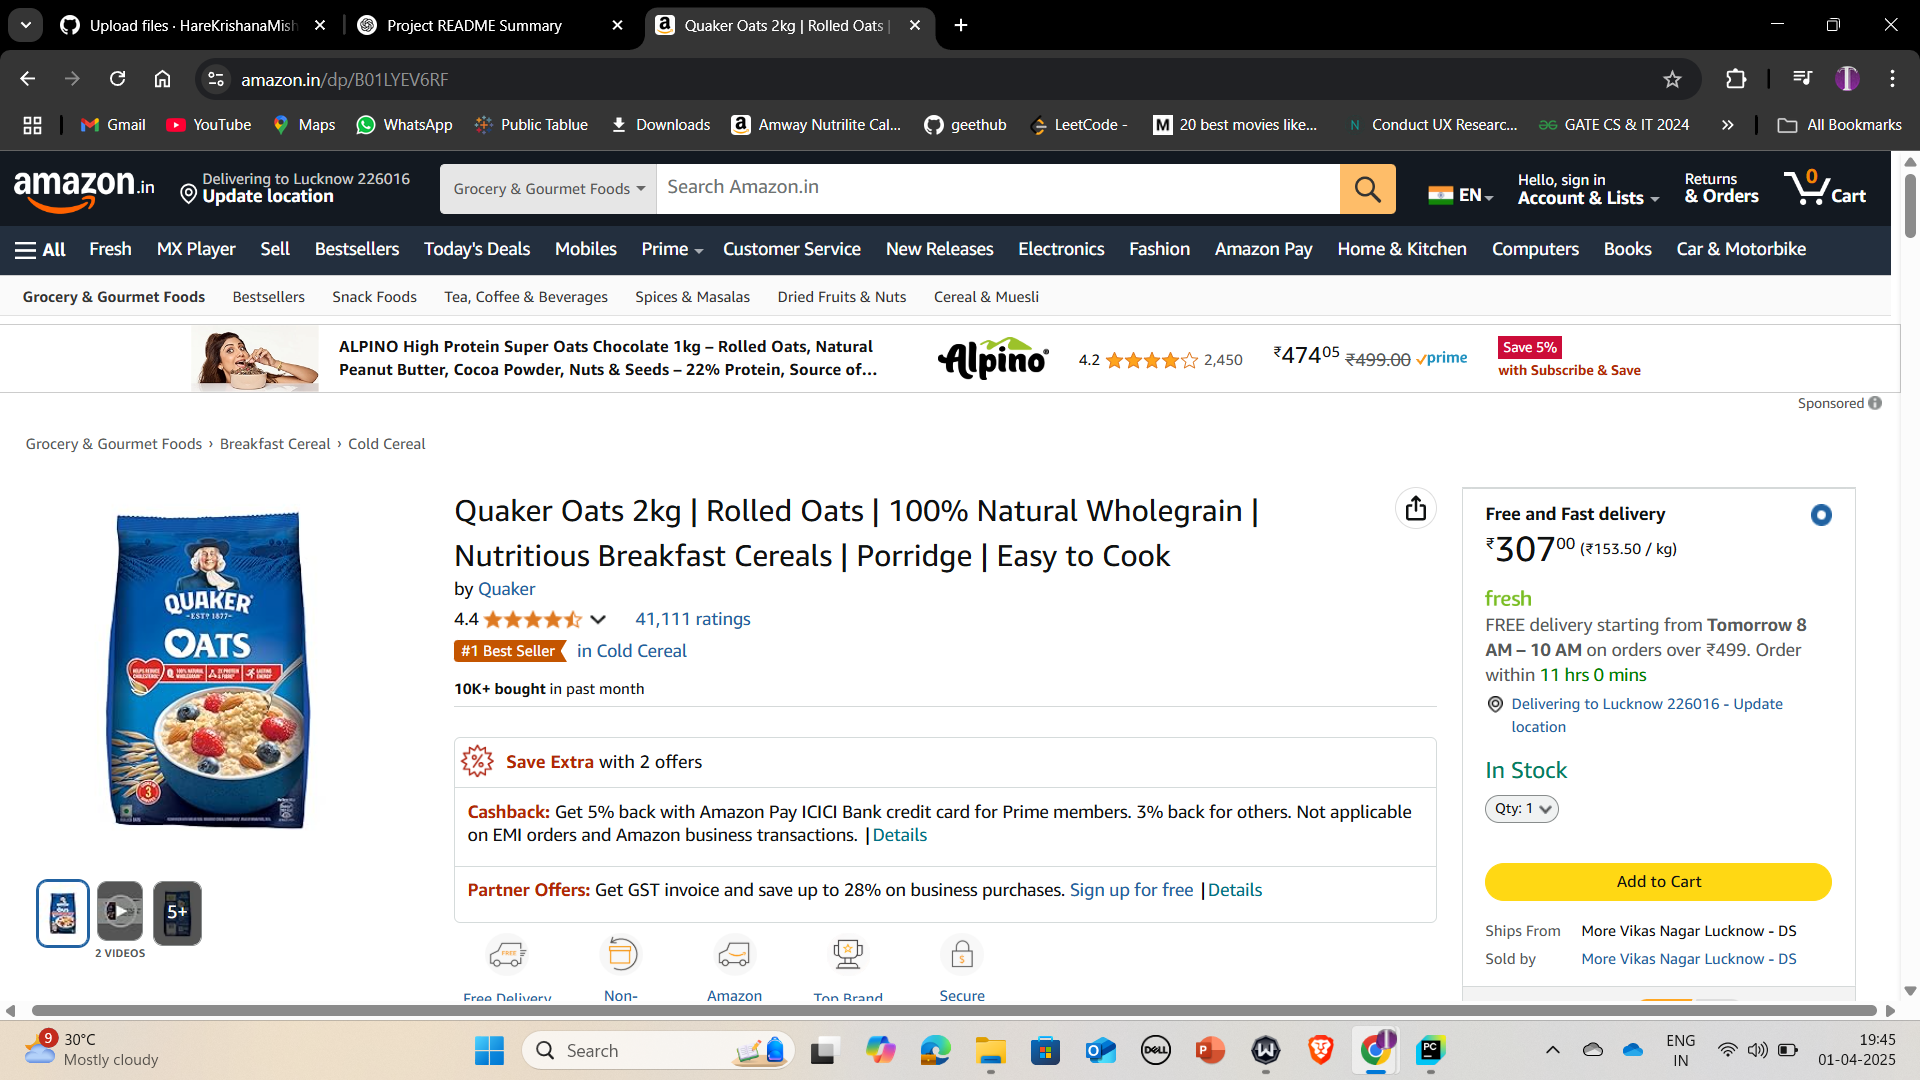 Upload files · HareKrishanaMish
Project README Summary
Quaker Oats 2kg | Rolled Oats |
amazon.in/dp/B01LYEV6RF
Gmail
YouTube
Maps
WhatsApp
Public Tablue
Downloads
Amway Nutrilite Cal...
geethub
LeetCode -
20 best movies like...
Conduct UX Researc...
GATE CS & IT 2024
All Bookmarks
amazon.in
Delivering to Lucknow 226016
Update location
Grocery & Gourmet Foods
Search Amazon.in
EN
Hello, sign in
Account & Lists
Returns
& Orders
0
Cart
All
Fresh
MX Player
Sell
Bestsellers
Today's Deals
Mobiles
Prime
Customer Service
New Releases
Electronics
Fashion
Amazon Pay
Home & Kitchen
Computers
Books
Car & Motorbike
Grocery & Gourmet Foods
Bestsellers
Snack Foods
Tea, Coffee & Beverages
Spices & Masalas
Dried Fruits & Nuts
Cereal & Muesli
ALPINO High Protein Super Oats Chocolate 1kg – Rolled Oats, Natural
Peanut Butter, Cocoa Powder, Nuts & Seeds – 22% Protein, Source of...
Alpino
4.2
2,450
₹47405 ₹499.00 prime
Save 5%
with Subscribe & Save
Sponsored
Grocery & Gourmet Foods › Breakfast Cereal › Cold Cereal
QUAKER
ESTD 1877
OATS
Quaker Oats 2kg | Rolled Oats | 100% Natural Wholegrain |
Nutritious Breakfast Cereals | Porridge | Easy to Cook
by Quaker
4.4
41,111 ratings
#1 Best Seller
in Cold Cereal
10K+ bought in past month
Save Extra with 2 offers
Cashback: Get 5% back with Amazon Pay ICICI Bank credit card for Prime members. 3% back for others. Not applicable
on EMI orders and Amazon business transactions. | Details
Partner Offers: Get GST invoice and save up to 28% on business purchases. Sign up for free | Details
FREE
Free Delivery
Non-
Amazon
Top Brand
Secure
5+
2 VIDEOS
Free and Fast delivery
₹30700 (₹153.50 / kg)
fresh
FREE delivery starting from Tomorrow 8
AM – 10 AM on orders over ₹499. Order
within 11 hrs 0 mins
Delivering to Lucknow 226016 - Update
location
In Stock
Qty: 1
Add to Cart
Ships From
More Vikas Nagar Lucknow - DS
Sold by
More Vikas Nagar Lucknow - DS
9
30°C
Mostly cloudy
Search
DELL
PC
ENG
IN
19:45
01-04-2025